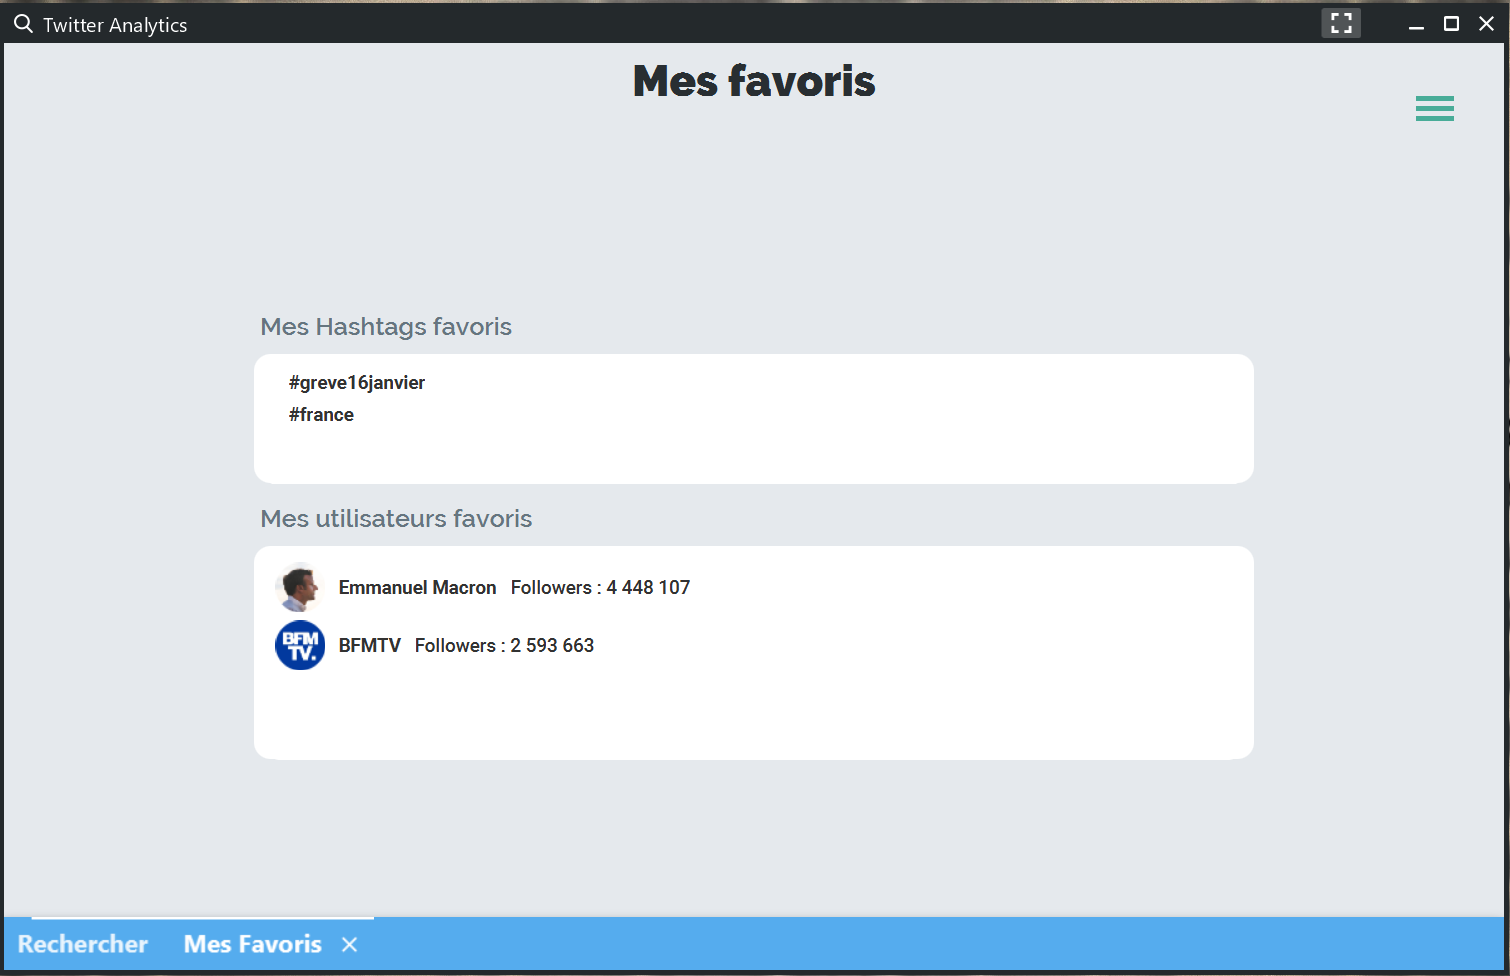 Twitter Analytics
Mes favoris
Mes Hashtags favoris
#greve16janvier
#france
Mes utilisateurs favoris
Emmanuel Macron Followers : 4 448 107
BFM
TV.
BFMTV Followers : 2 593 663
Rechercher Mes Favoris